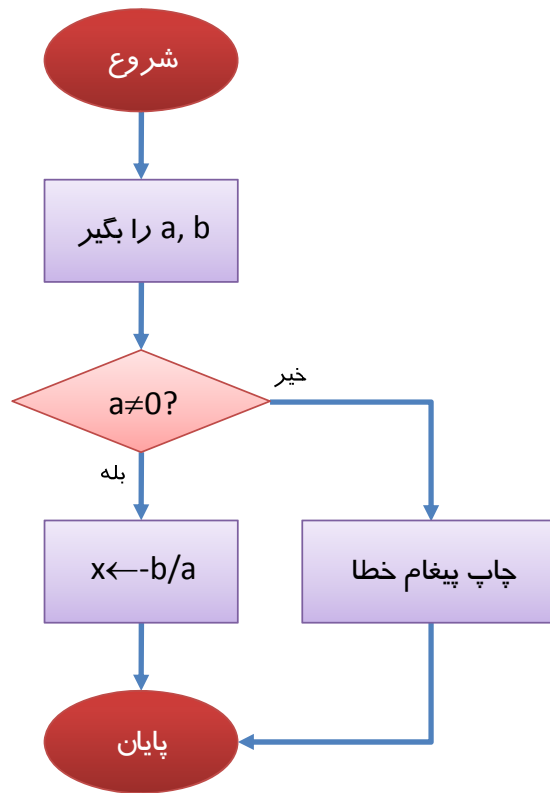 شروع
a, b را بگیر
a≠0?
خیر
بله
x←-b/a
چاپ پیغام خطا
پایان